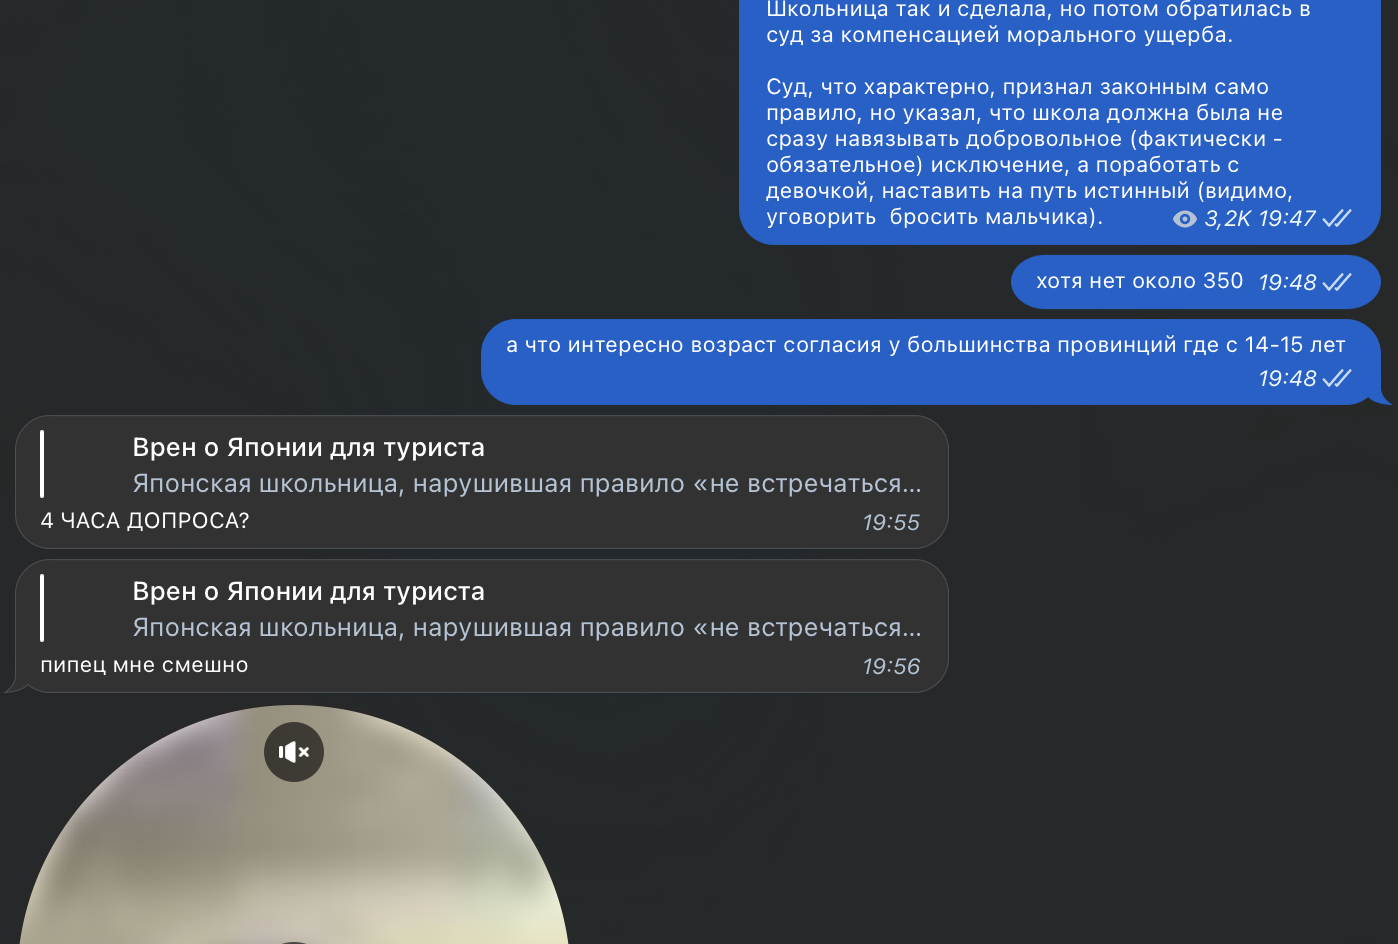 Школьница так и сделала, но потом обратилась в
суд за компенсацией морального ущерба.
Суд, что характерно, признал законным само
правило, но указал, что школа должна была не
сразу навязывать добровольное (фактически -
обязательное) исключение, а поработать с
девочкой, наставить на путь истинный (видимо,
уговорить  бросить мальчика). 3,2K 19:47
хотя нет около 350 19:48
а что интересно возраст согласия у большинства провинций где с 14-15 лет
19:48
Врен о Японии для туриста
Японская школьница, нарушившая правило «не встречаться...
4 ЧАСА ДОПРОСА? 19:55
Врен о Японии для туриста
Японская школьница, нарушившая правило «не встречаться...
пипец мне смешно 19:56